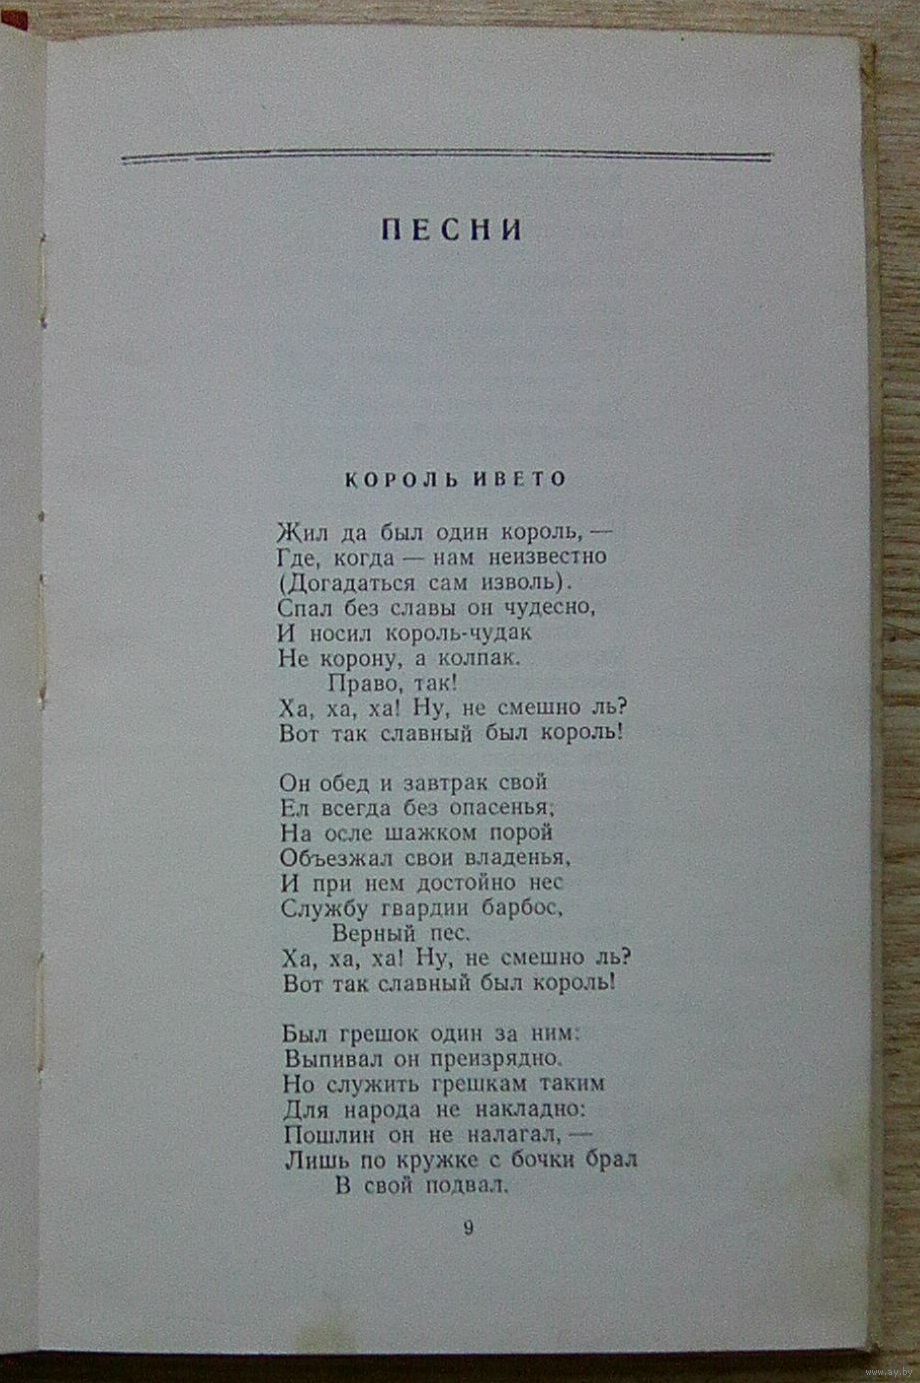 ПЕСНИ
КОРОЛЬ ИВЕТО
Жил да был один король, —
Где, когда — нам неизвестно
(Догадаться сам изволь).
Спал без славы он чудесно,
И носил король-чудак
Не корону, а колпак.
Право, так!
Ха, ха, ха! Ну, не смешно ль?
Вот так славный был король!
Он обед и завтрак свой
Ел всегда без опасенья;
На осле шажком порой
Объезжал свои владенья,
И при нем достойно нес
Службу гвардии барбос,
Верный пес.
Ха, ха, ха! Ну, не смешно ль?
Вот так славный был король!
Был грешок один за ним:
Выпивал он преизрядно.
Но служить грешкам таким
Для народа не накладно:
Пошлин он не налагал, —
Лишь по кружке с бочки брал
В свой подвал.
9
www.ay.by